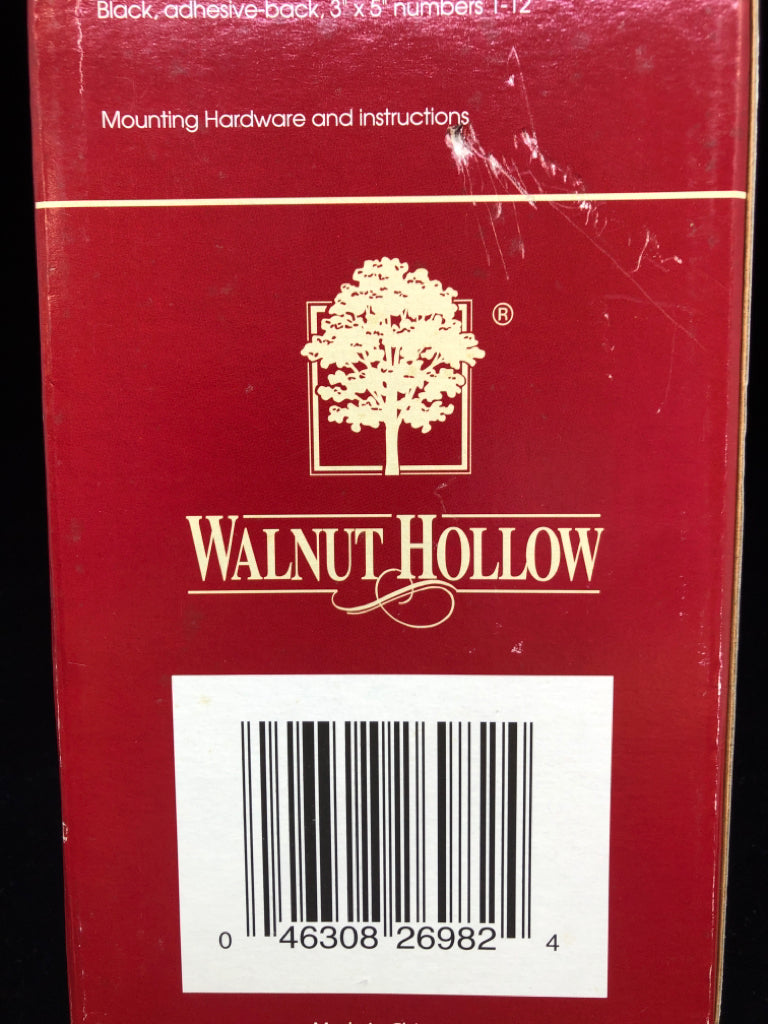 Black, adhesive-back, 3" x 5" numbers 1-12
Mounting Hardware and instructions
®
WALNUT HOLLOW
0 46308 26982 4